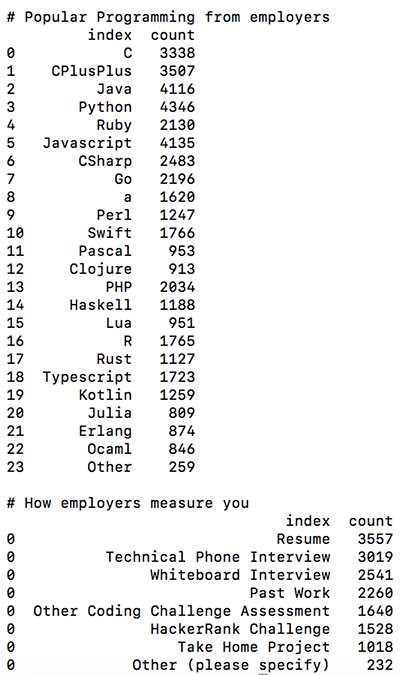 # Popular Programming from employers
index count
0 C 3338
1 CPlusPlus 3507
2 Java 4116
3 Python 4346
4 Ruby 2130
5 Javascript 4135
6 CSharp 2483
7 Go 2196
8 a 1620
9 Perl 1247
10 Swift 1766
11 Pascal 953
12 Clojure 913
13 PHP 2034
14 Haskell 1188
15 Lua 951
16 R 1765
17 Rust 1127
18 Typescript 1723
19 Kotlin 1259
20 Julia 809
21 Erlang 874
22 Ocaml 846
23 Other 259
# How employers measure you
index count
0 Resume 3557
0 Technical Phone Interview 3019
0 Whiteboard Interview 2541
0 Past Work 2260
0 Other Coding Challenge Assessment 1640
0 HackerRank Challenge 1528
0 Take Home Project 1018
0 Other (please specify) 232